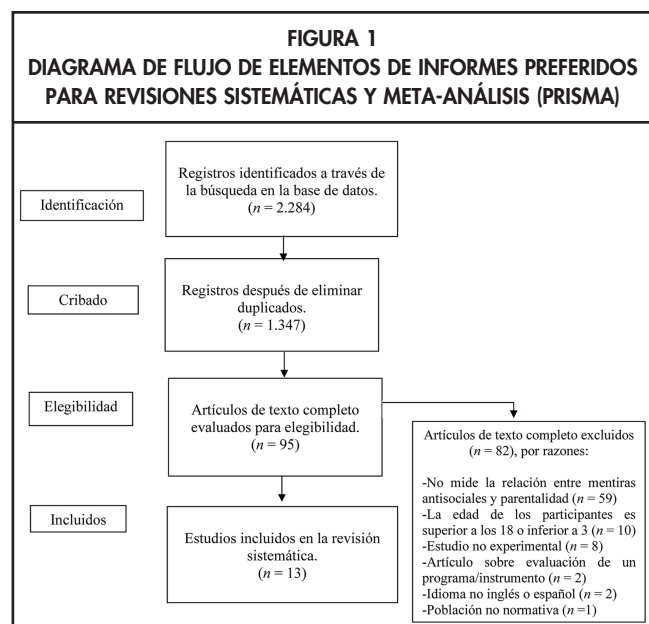 FIGURA 1
DIAGRAMA DE FLUJO DE ELEMENTOS DE INFORMES PREFERIDOS
PARA REVISIONES SISTEMÁTICAS Y META-ANÁLISIS (PRISMA)
Identificación
Registros identificados a través de
la búsqueda en la base de datos.
(n = 2.284)
Cribado
Registros después de eliminar
duplicados.
(n = 1.347)
Elegibilidad
Artículos de texto completo
evaluados para elegibilidad.
(n = 95)
Artículos de texto completo excluidos
(n = 82), por razones:
-No mide la relación entre mentiras
antisociales y parentalidad (n = 59)
-La edad de los participantes es
superior a los 18 o inferior a 3 (n = 10)
-Estudio no experimental (n = 8)
-Artículo sobre evaluación de un
programa/instrumento (n = 2)
-Idioma no inglés o español (n = 2)
-Población no normativa (n =1)
Incluidos
Estudios incluidos en la revisión
sistemática.
(n = 13)